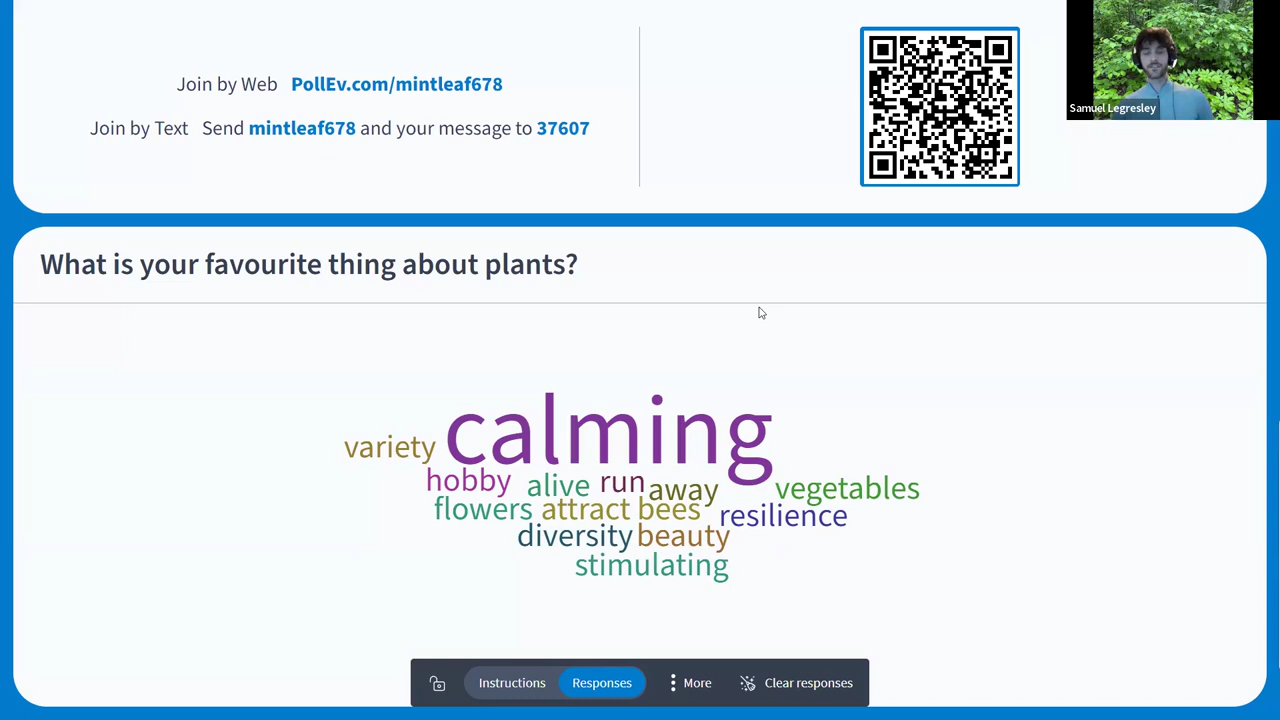 Join by Web PollEv.com/mintleaf678
Join by Text Send mintleaf678 and your message to 37607
Samuel Legresley
What is your favourite thing about plants?
calming
variety
hobby alive run away vegetables
flowers attract bees resilience
diversity beauty
stimulating
Instructions Responses More Clear responses